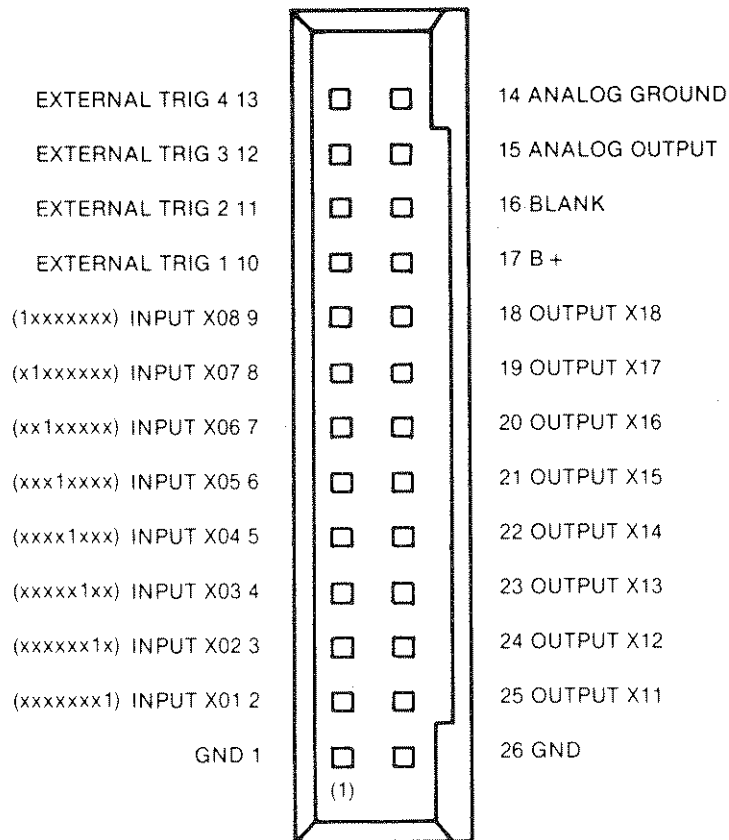 EXTERNAL TRIG 4 13
14 ANALOG GROUND
EXTERNAL TRIG 3 12
15 ANALOG OUTPUT
EXTERNAL TRIG 2 11
16 BLANK
EXTERNAL TRIG 1 10
17 B +
(1xxxxxxx) INPUT X08 9
18 OUTPUT X18
(x1xxxxxx) INPUT X07 8
19 OUTPUT X17
(xx1xxxxx) INPUT X06 7
20 OUTPUT X16
(xxx1xxxx) INPUT X05 6
21 OUTPUT X15
(xxxx1xxx) INPUT X04 5
22 OUTPUT X14
(xxxxx1xx) INPUT X03 4
23 OUTPUT X13
(xxxxxx1x) INPUT X02 3
24 OUTPUT X12
(xxxxxxx1) INPUT X01 2
25 OUTPUT X11
GND 1
26 GND
(1)